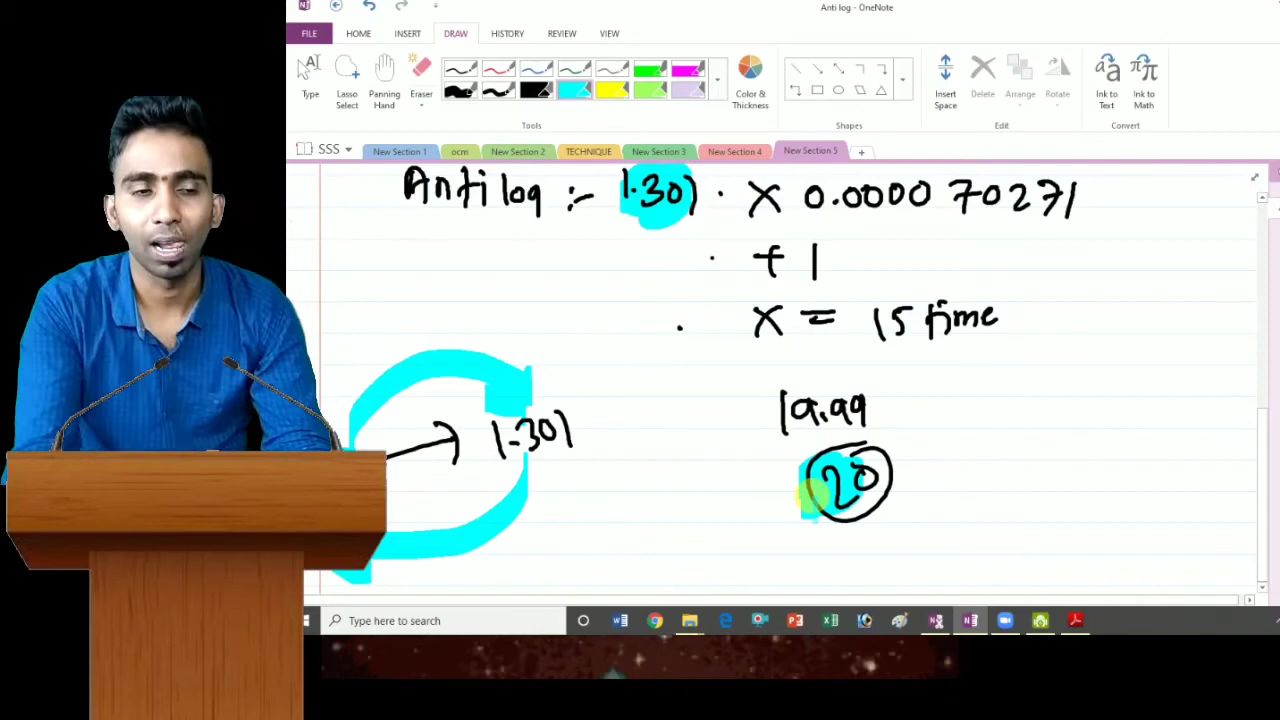 Anti log - OneNote
FILE HOME INSERT DRAW HISTORY REVIEW VIEW
Type
Lasso Select
Panning Hand
Eraser
Color & Thickness
Insert Space
Delete
Arrange
Rotate
Ink to Text
Ink to Math
Tools
Shapes
Edit
Convert
SSS
New Section 1 ocm New Section 2 TECHNIQUE New Section 3 New Section 4 New Section 5
Anti log :- 1.301 . X 0.0000 70271
. + 1
. X = 15 time
19.99
1.301
20
Type here to search